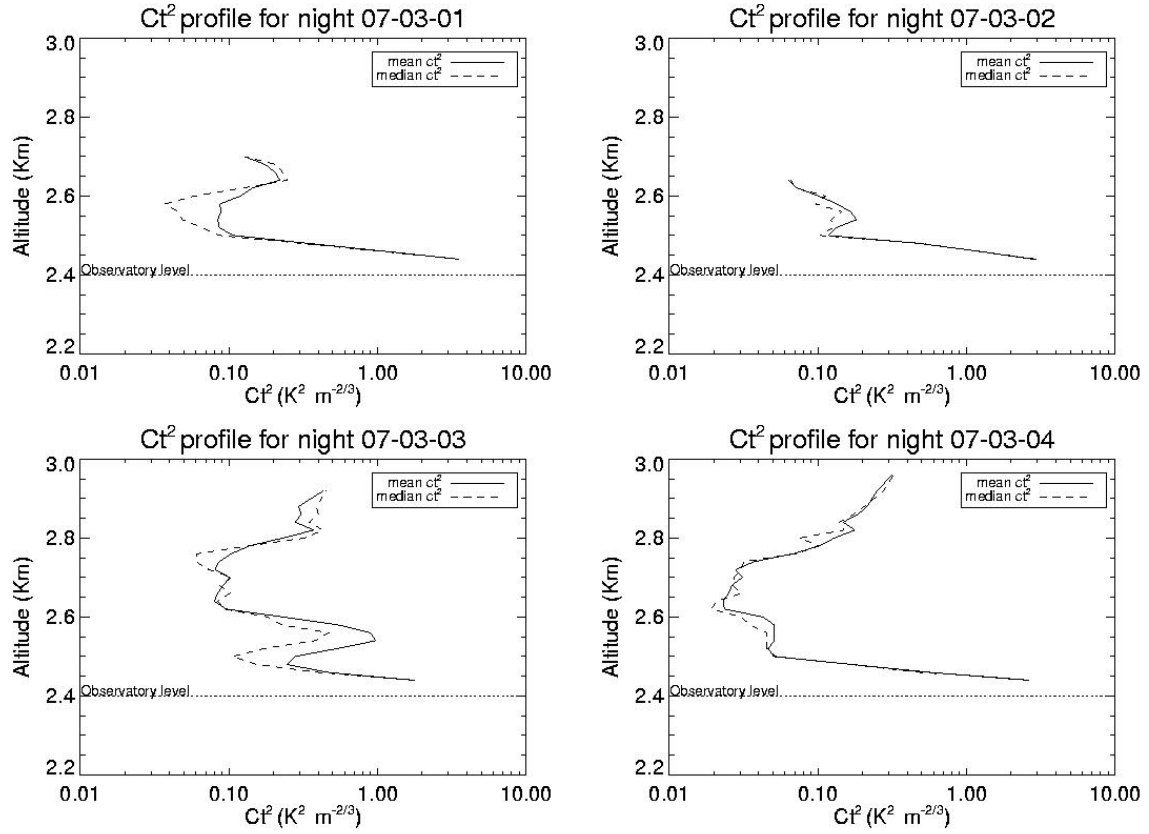 Ct² profile for night 07-03-01
3.0
mean ct²
median ct²
2.8
2.6
2.4
2.2
Altitude (Km)
Observatory level
0.01 0.10 1.00 10.00
Ct² (K² m⁻²/³)
Ct² profile for night 07-03-02
3.0
mean ct²
median ct²
2.8
2.6
2.4
2.2
Altitude (Km)
Observatory level
0.01 0.10 1.00 10.00
Ct² (K² m⁻²/³)
Ct² profile for night 07-03-03
3.0
mean ct²
median ct²
2.8
2.6
2.4
2.2
Altitude (Km)
Observatory level
0.01 0.10 1.00 10.00
Ct² (K² m⁻²/³)
Ct² profile for night 07-03-04
3.0
mean ct²
median ct²
2.8
2.6
2.4
2.2
Altitude (Km)
Observatory level
0.01 0.10 1.00 10.00
Ct² (K² m⁻²/³)